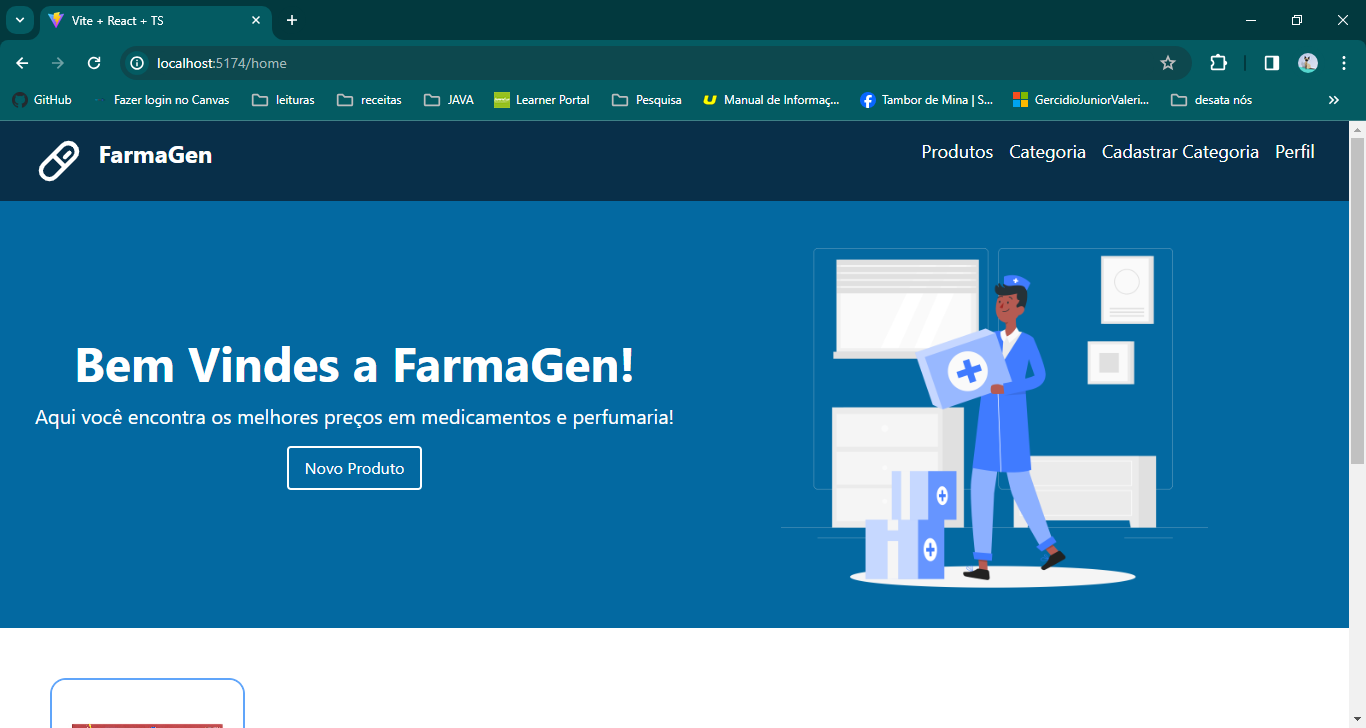 Vite + React + TS
localhost:5174/home
GitHub
Fazer login no Canvas
leituras
receitas
JAVA
Learner Portal
Pesquisa
Manual de Informaç...
Tambor de Mina | S...
GercidioJuniorValeri...
desata nós
FarmaGen
Produtos Categoria Cadastrar Categoria Perfil
Bem Vindes a FarmaGen!
Aqui você encontra os melhores preços em medicamentos e perfumaria!
Novo Produto